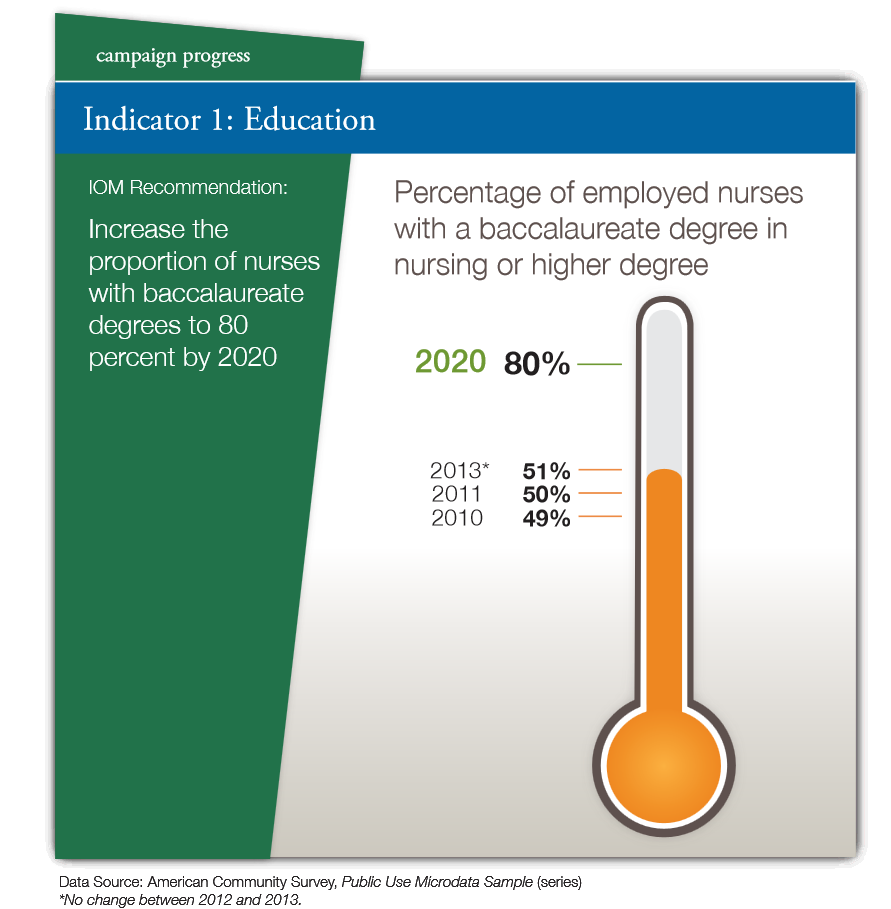 campaign progress
Indicator 1: Education
IOM Recommendation:
Increase the
proportion of nurses
with baccalaureate
degrees to 80
percent by 2020
Percentage of employed nurses
with a baccalaureate degree in
nursing or higher degree
2020 80%
2013* 51%
2011 50%
2010 49%
Data Source: American Community Survey, Public Use Microdata Sample (series)
*No change between 2012 and 2013.